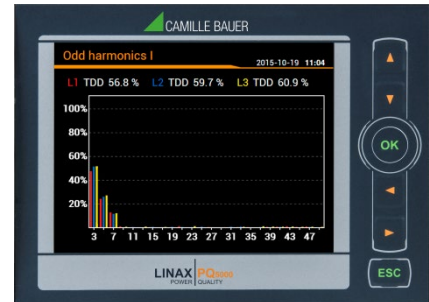 CAMILLE BAUER
Odd harmonics I
2015-10-19 11:04
L1 TDD 56.8 % L2 TDD 59.7 % L3 TDD 60.9 %
100%
80%
60%
40%
20%
3 7 11 15 19 23 27 31 35 39 43 47
OK
ESC
LINAX PQ5000
POWER QUALITY